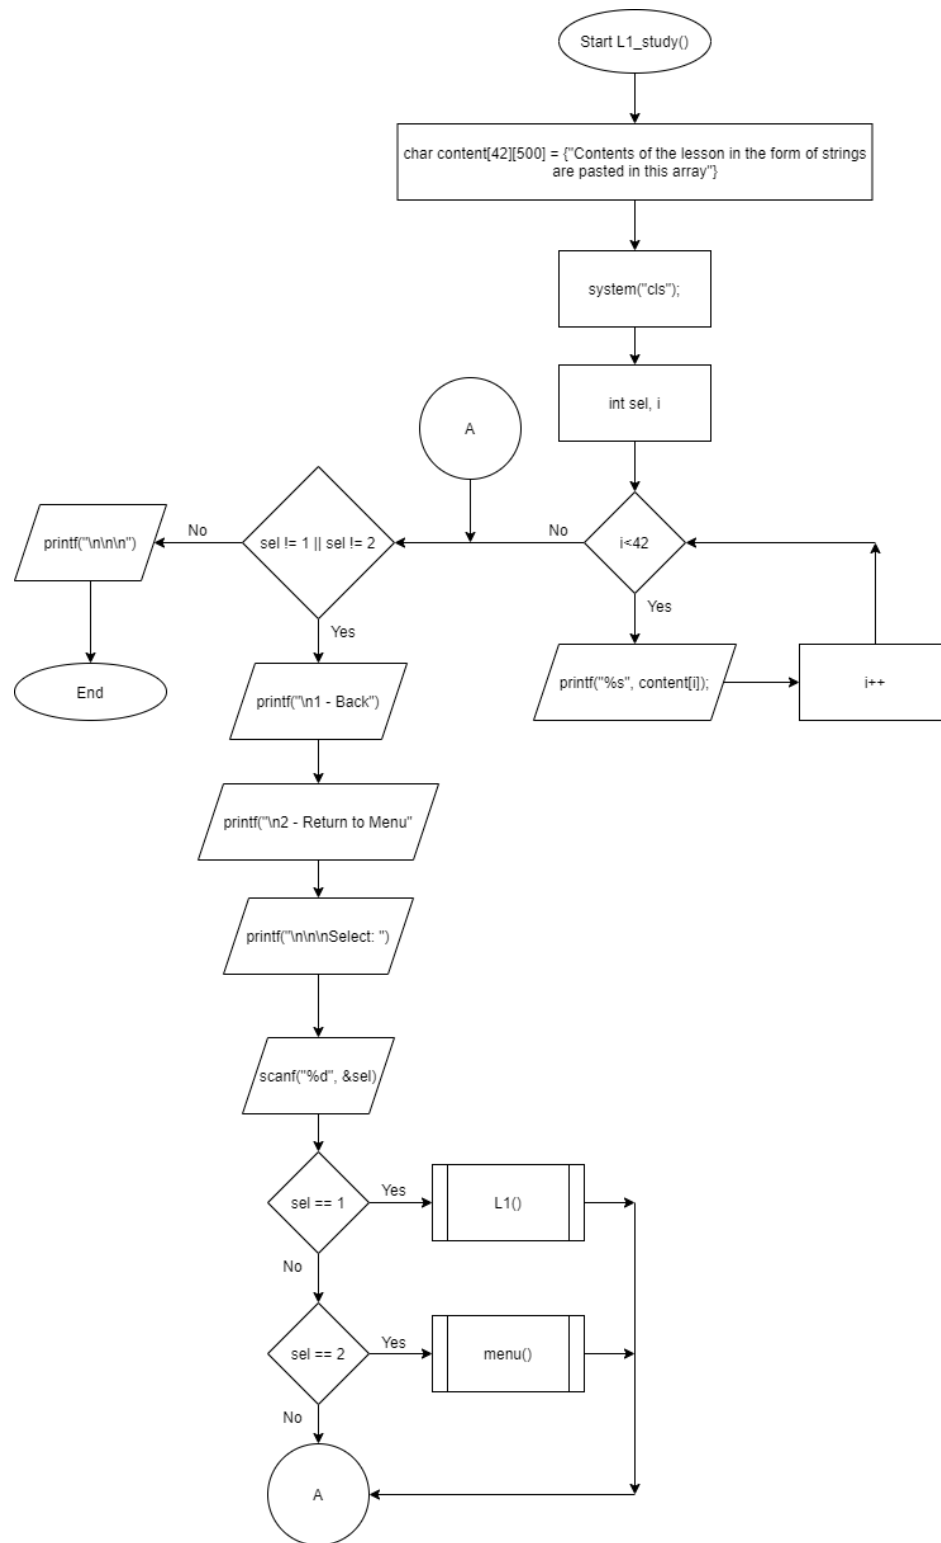 Start L1_study()
char content[42][500] = {"Contents of the lesson in the form of strings
are pasted in this array"}
system("cls");
int sel, i
A
i<42
No
Yes
printf("%s", content[i]);
i++
sel != 1 || sel != 2
No
printf("\n\n\n")
End
Yes
printf("\n1 - Back")
printf("\n2 - Return to Menu"
printf("\n\n\nSelect: ")
scanf("%d", &sel)
sel == 1
Yes
L1()
No
sel == 2
Yes
menu()
No
A